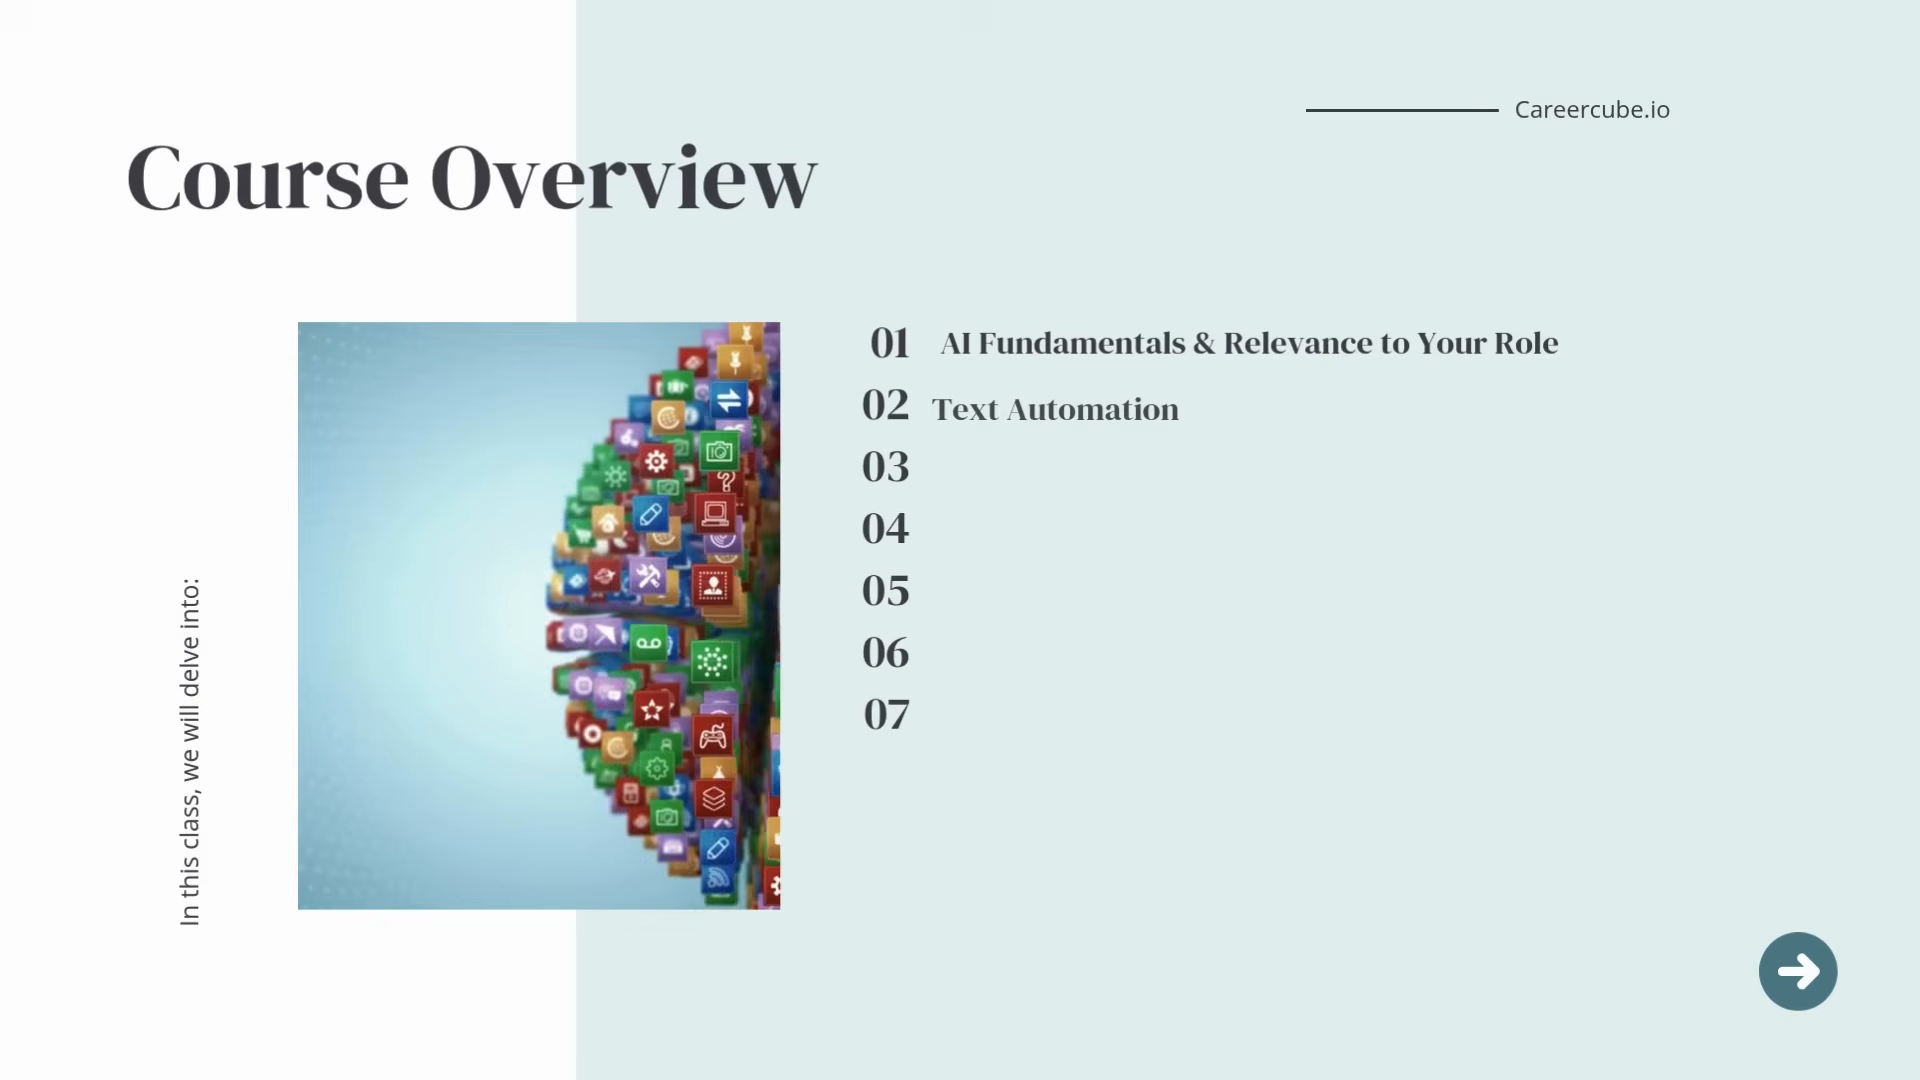 Careercube.io
Course Overview
In this class, we will delve into:
01 AI Fundamentals & Relevance to Your Role
02 Text Automation
03
04
05
06
07